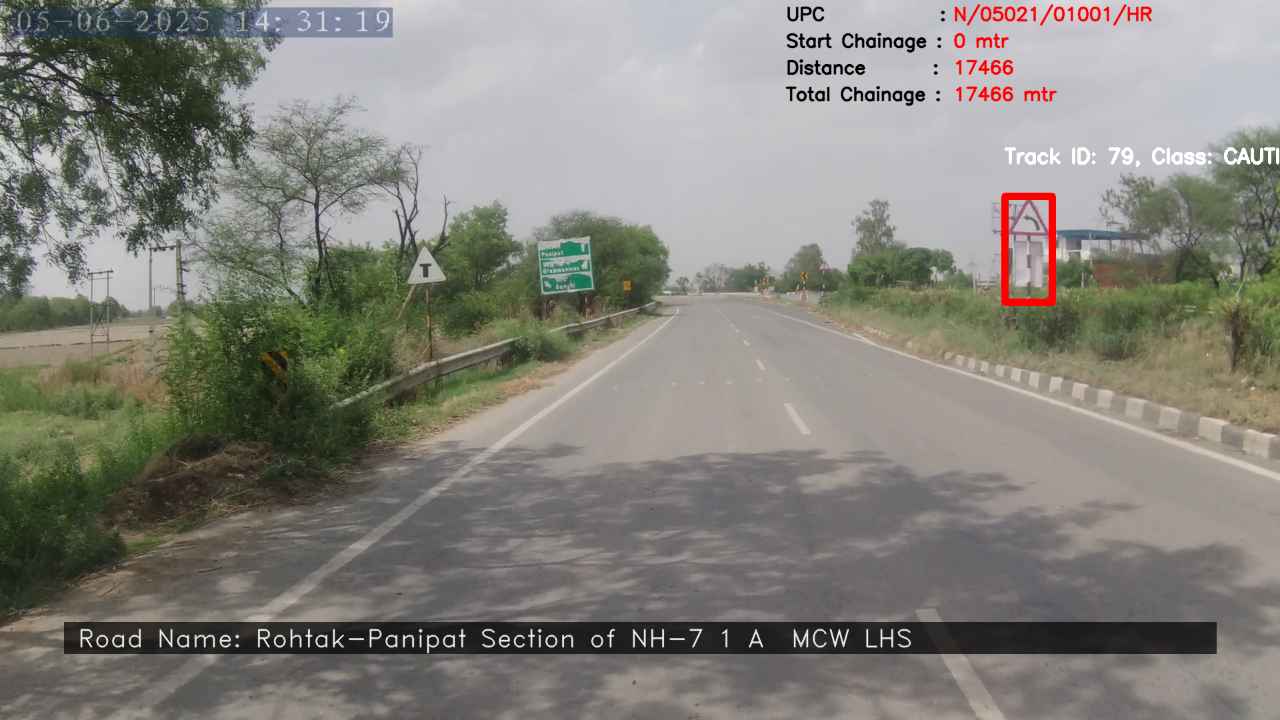 05-06-2025 14:31:19
UPC : N/05021/01001/HR
Start Chainage : 0 mtr
Distance : 17466
Total Chainage : 17466 mtr
Track ID: 79, Class: CAUTI
T
Panipat
Road Name: Rohtak-Panipat Section of NH-7 1 A MCW LHS